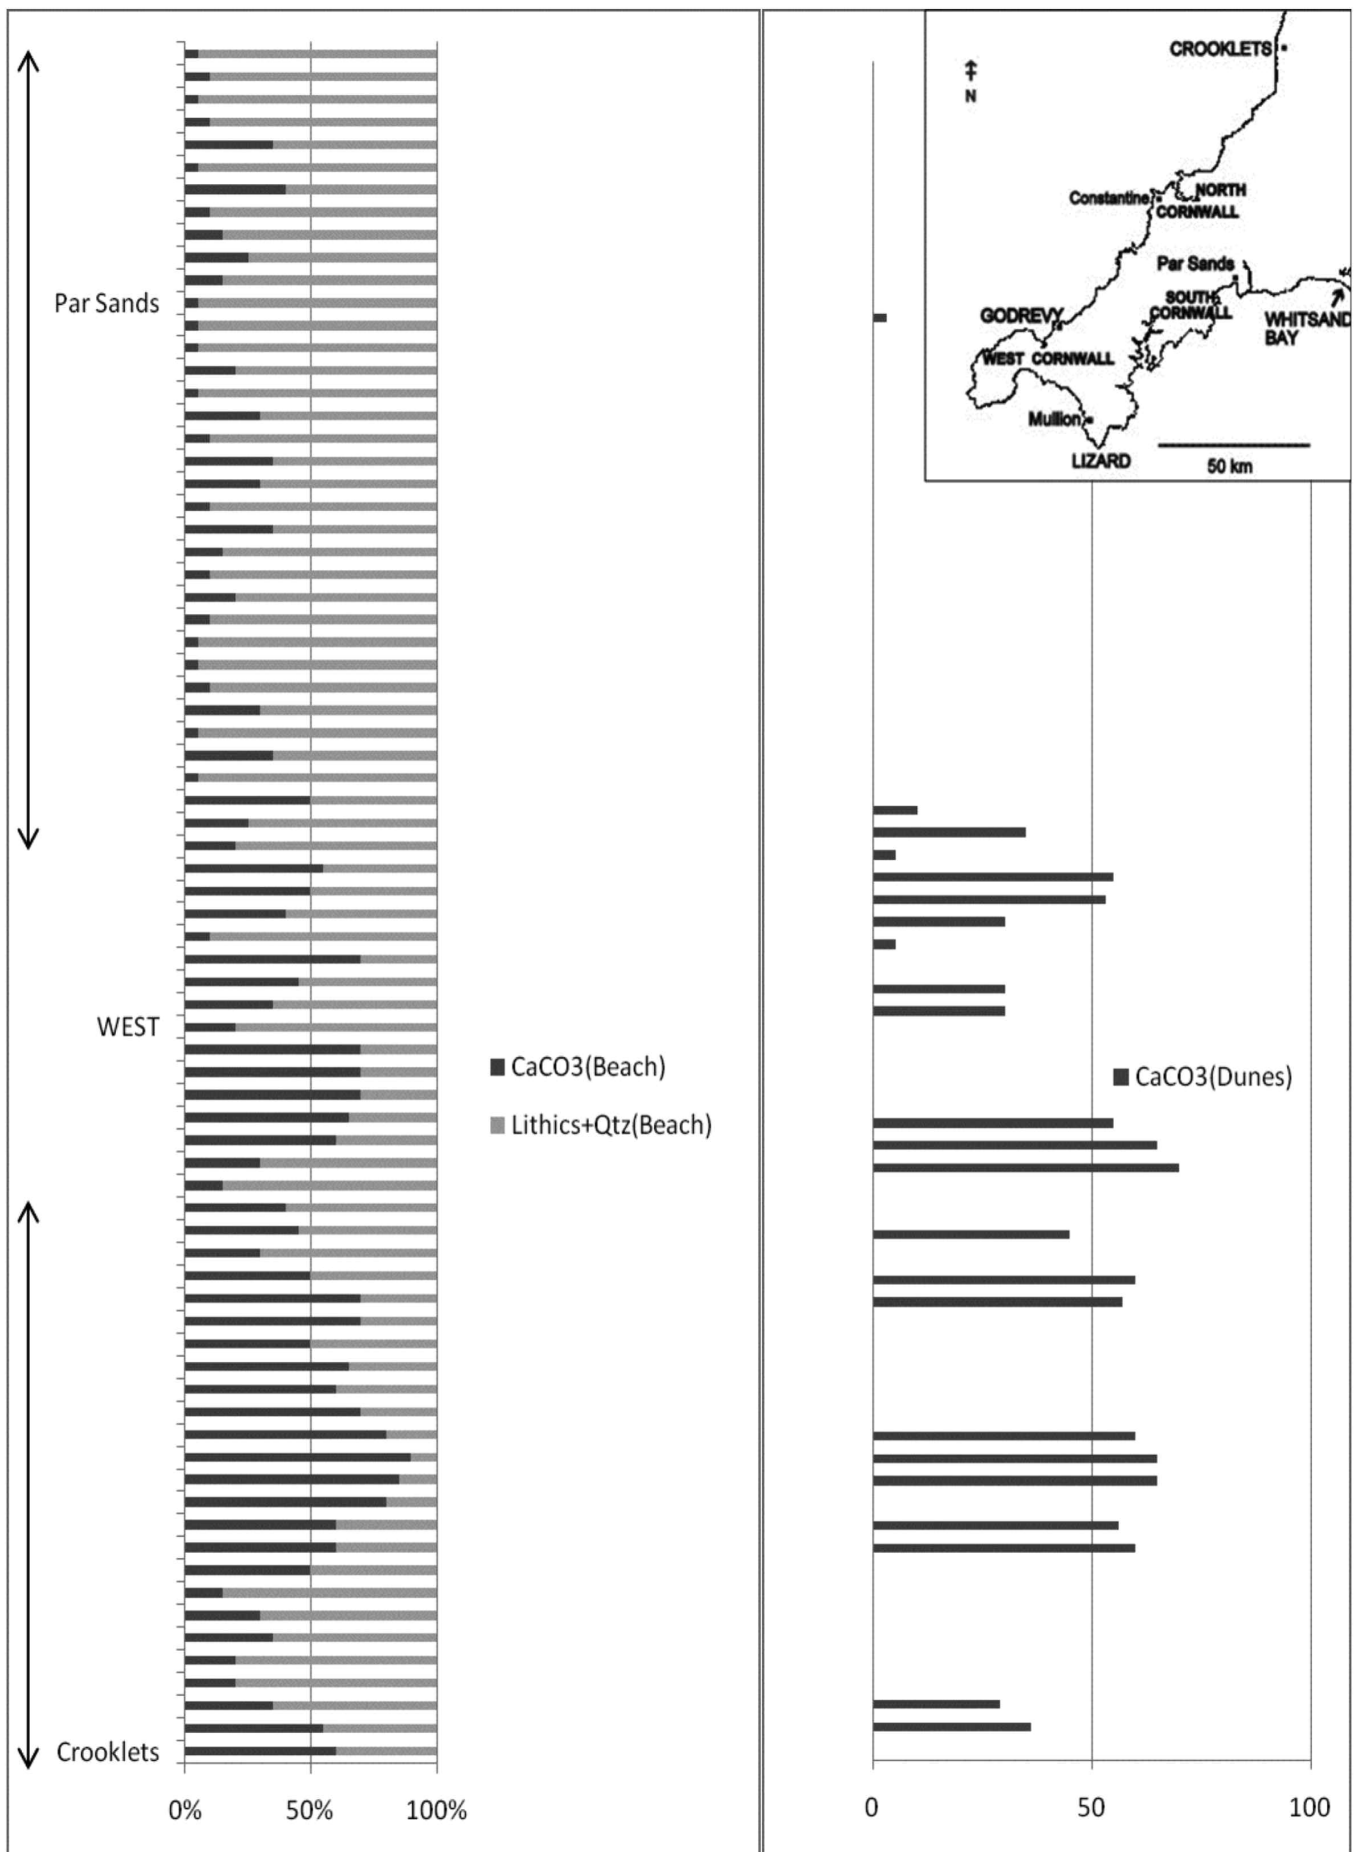 Par Sands
WEST
Crooklets
0%
50%
100%
CaCO3(Beach)
Lithics+Qtz(Beach)
CROOKLETS
N
Constantine
NORTH
CORNWALL
Par Sands
SOUTH
CORNWALL
GODREVY
WHITSAND
BAY
WEST CORNWALL
Mullion
LIZARD
50 km
CaCO3(Dunes)
0
50
100